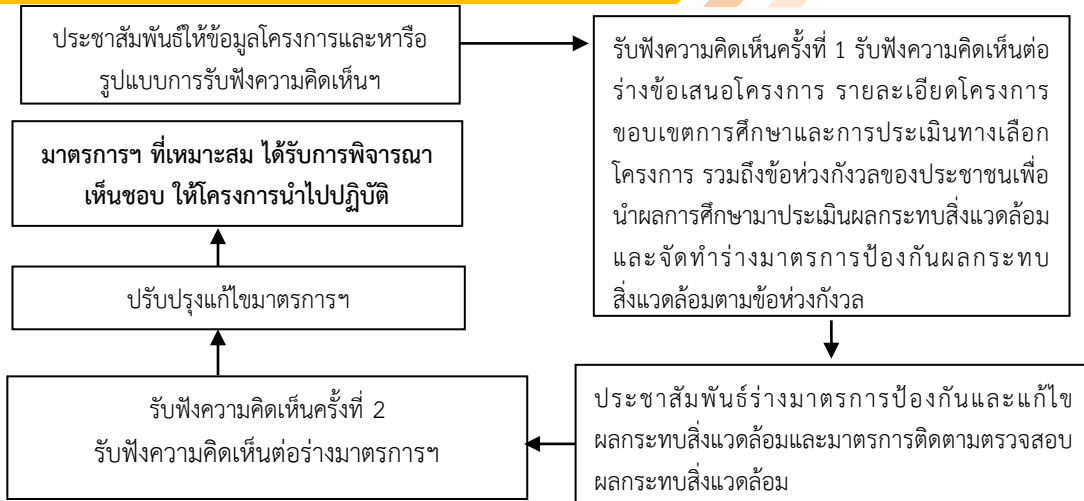 ประชาสัมพันธ์ให้ข้อมูลโครงการและหารือ
รูปแบบการรับฟังความคิดเห็นฯ
รับฟังความคิดเห็นครั้งที่ 1 รับฟังความคิดเห็นต่อ
ร่างข้อเสนอโครงการ รายละเอียดโครงการ
ขอบเขตการศึกษาและการประเมินทางเลือก
โครงการ รวมถึงข้อห่วงกังวลของประชาชนเพื่อ
นำผลการศึกษามาประเมินผลกระทบสิ่งแวดล้อม
และจัดทำร่างมาตรการป้องกันผลกระทบ
สิ่งแวดล้อมตามข้อห่วงกังวล
ประชาสัมพันธ์ร่างมาตรการป้องกันและแก้ไข
ผลกระทบสิ่งแวดล้อมและมาตรการติดตามตรวจสอบ
ผลกระทบสิ่งแวดล้อม
รับฟังความคิดเห็นครั้งที่ 2
รับฟังความคิดเห็นต่อร่างมาตรการฯ
ปรับปรุงแก้ไขมาตรการฯ
มาตรการฯ ที่เหมาะสม ได้รับการพิจารณา
เห็นชอบ ให้โครงการนำไปปฏิบัติ